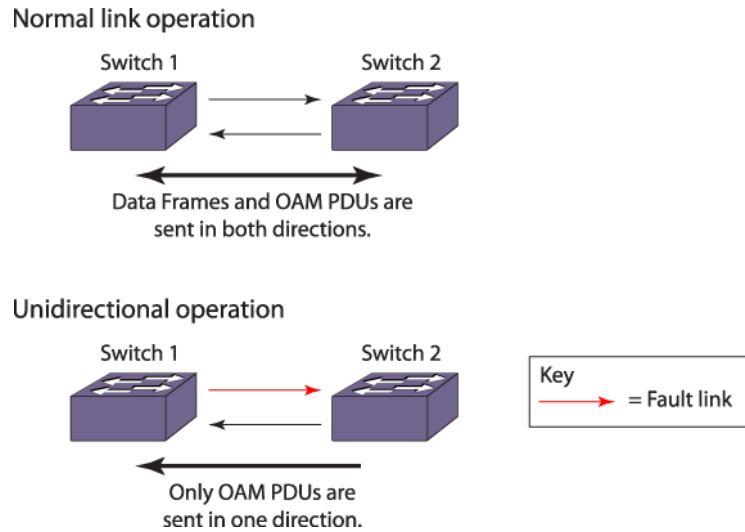 Normal link operation
Switch 1
Switch 2
Data Frames and OAM PDUs are
sent in both directions.
Unidirectional operation
Switch 1
Switch 2
Key
= Fault link
Only OAM PDUs are
sent in one direction.